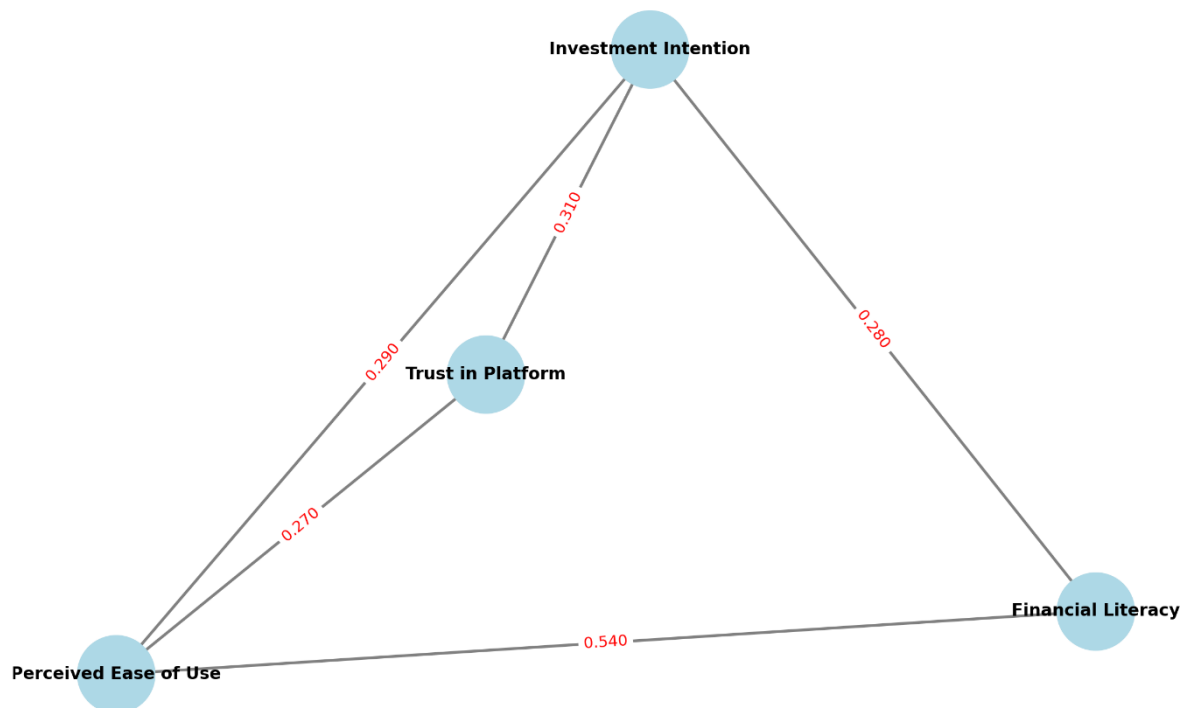 Investment Intention
0.310
0.280
0.290
Trust in Platform
0.270
Financial Literacy
0.540
Perceived Ease of Use